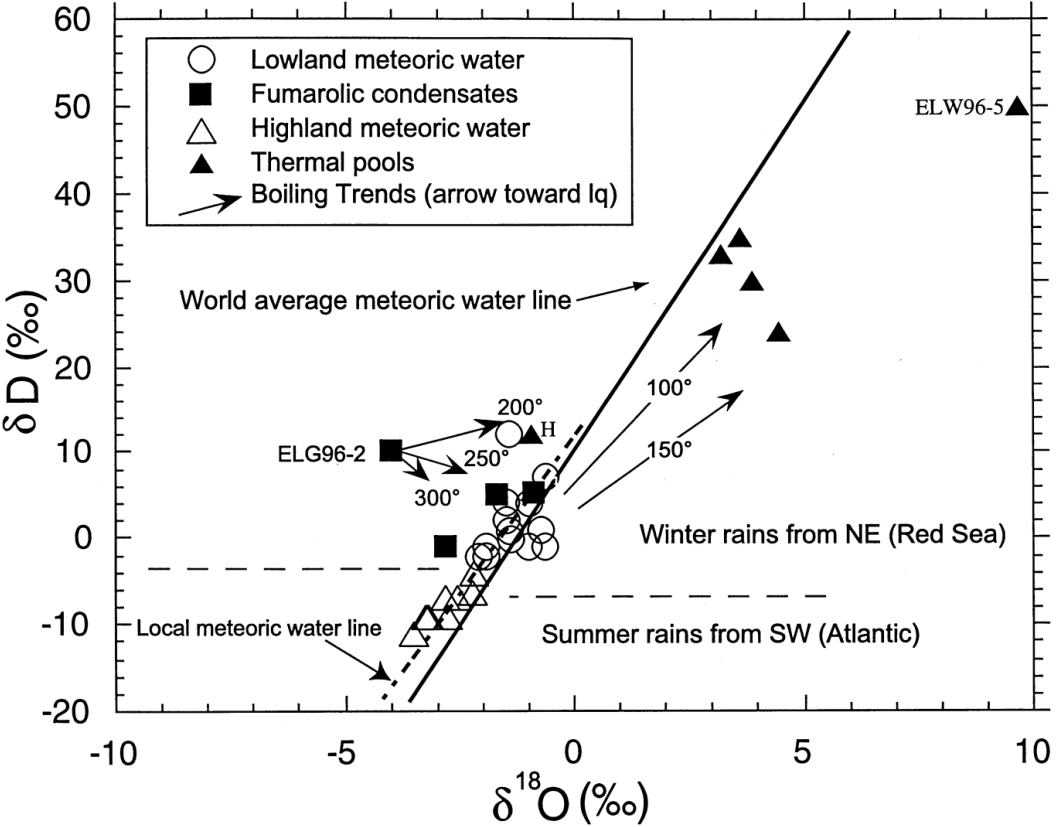 60
50
40
30
20
10
0
-10
-20
δD (‰)
Lowland meteoric water
Fumarolic condensates
Highland meteoric water
Thermal pools
Boiling Trends (arrow toward lq)
ELW96-5
World average meteoric water line
100°
150°
200°
H
ELG96-2
250°
300°
Winter rains from NE (Red Sea)
Local meteoric water line
Summer rains from SW (Atlantic)
-10
-5
0
5
10
δ18O (‰)